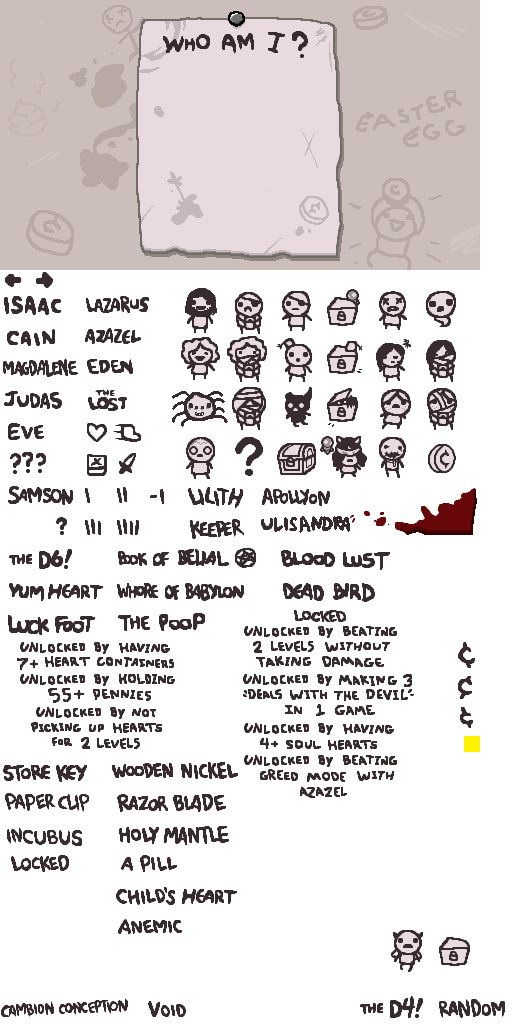 WHO AM I?
EASTER
EGG
ISAAC LAZARUS
CAIN AZAZEL
MAGDALENE EDEN
JUDAS THE LOST
EVE
???
?
SAMSON I II -1 LILITH APOLLYON
? III IIII KEEPER ULISANDRA
THE D6! BOOK OF BELIAL BLOOD LUST
YUM HEART WHORE OF BABYLON DEAD BIRD
LUCK FOOT THE POOP
LOCKED
UNLOCKED BY HAVING
7+ HEART CONTAINERS
UNLOCKED BY HOLDING
55+ PENNIES
UNLOCKED BY NOT
PICKING UP HEARTS
FOR 2 LEVELS
UNLOCKED BY BEATING
2 LEVELS WITHOUT
TAKING DAMAGE
UNLOCKED BY MAKING 3
"DEALS WITH THE DEVIL"
IN 1 GAME
UNLOCKED BY HAVING
4+ SOUL HEARTS
UNLOCKED BY BEATING
GREED MODE WITH
AZAZEL
¢
¢
¢
STORE KEY WOODEN NICKEL
PAPER CLIP RAZOR BLADE
INCUBUS HOLY MANTLE
LOCKED A PILL
CHILD'S HEART
ANEMIC
CAMBION CONCEPTION VOID THE D4! RANDOM